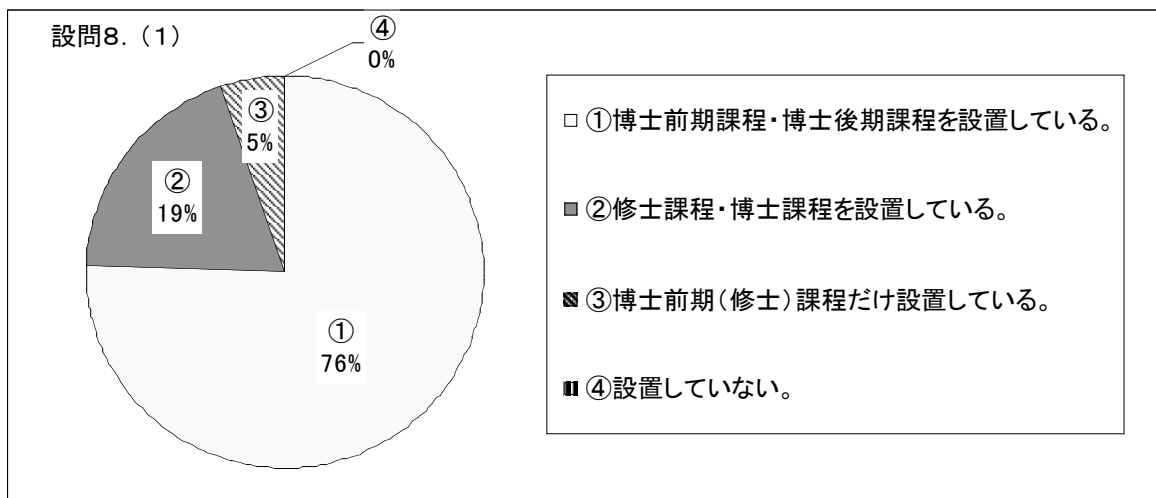 設問8．（1）
④
0%
③
5%
②
19%
①
76%
①博士前期課程・博士後期課程を設置している。
②修士課程・博士課程を設置している。
③博士前期（修士）課程だけ設置している。
④設置していない。